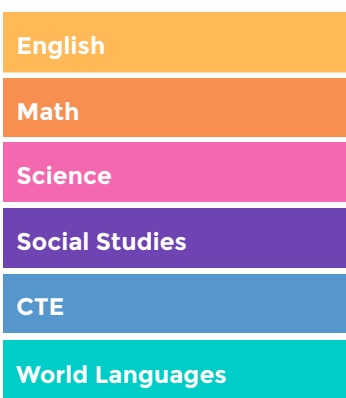 English
Math
Science
Social Studies
CTE
World Languages